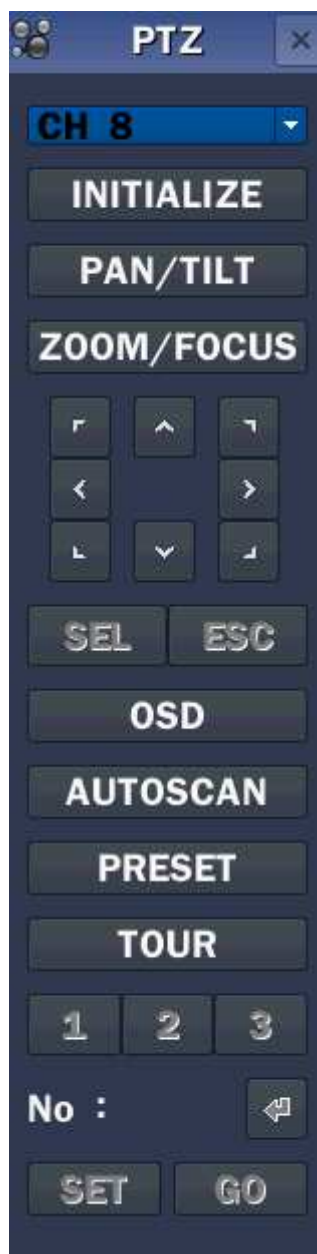 PTZ
CH 8
INITIALIZE
PAN/TILT
ZOOM/FOCUS
SEL ESC
OSD
AUTOSCAN
PRESET
TOUR
1 2 3
No :
SET GO